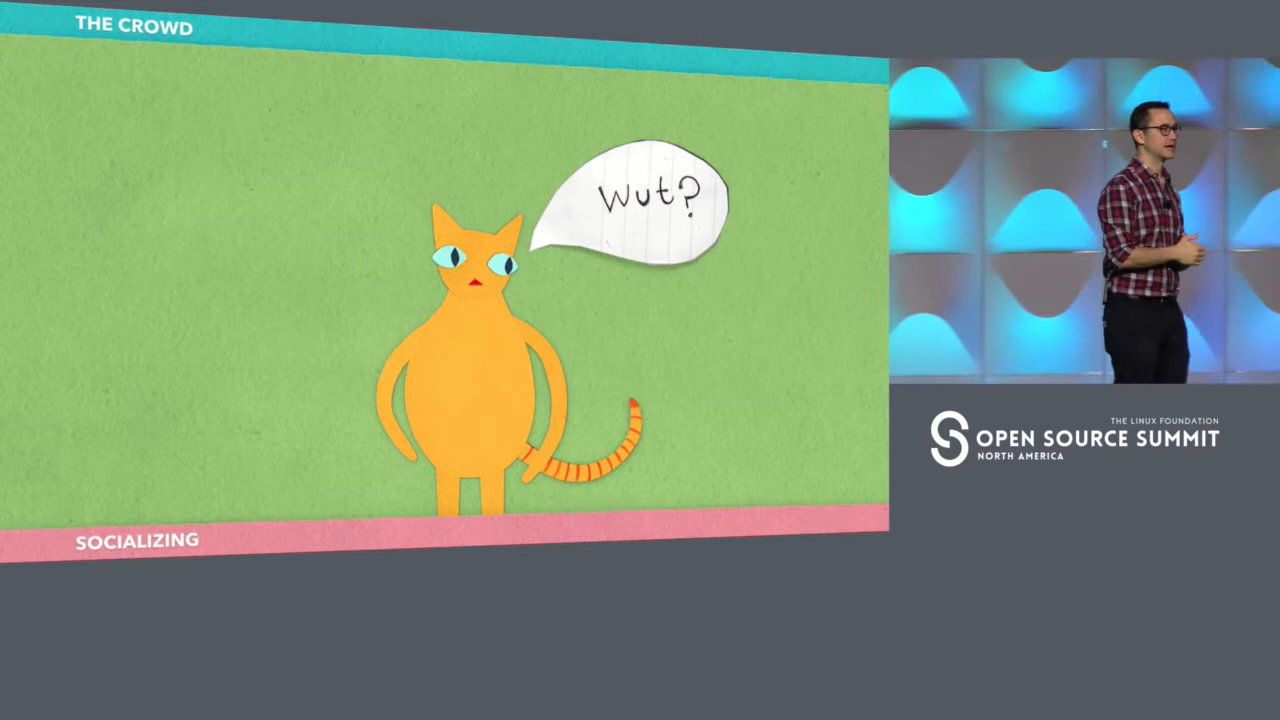 THE CROWD
Wut?
SOCIALIZING
THE LINUX FOUNDATION
OPEN SOURCE SUMMIT
NORTH AMERICA